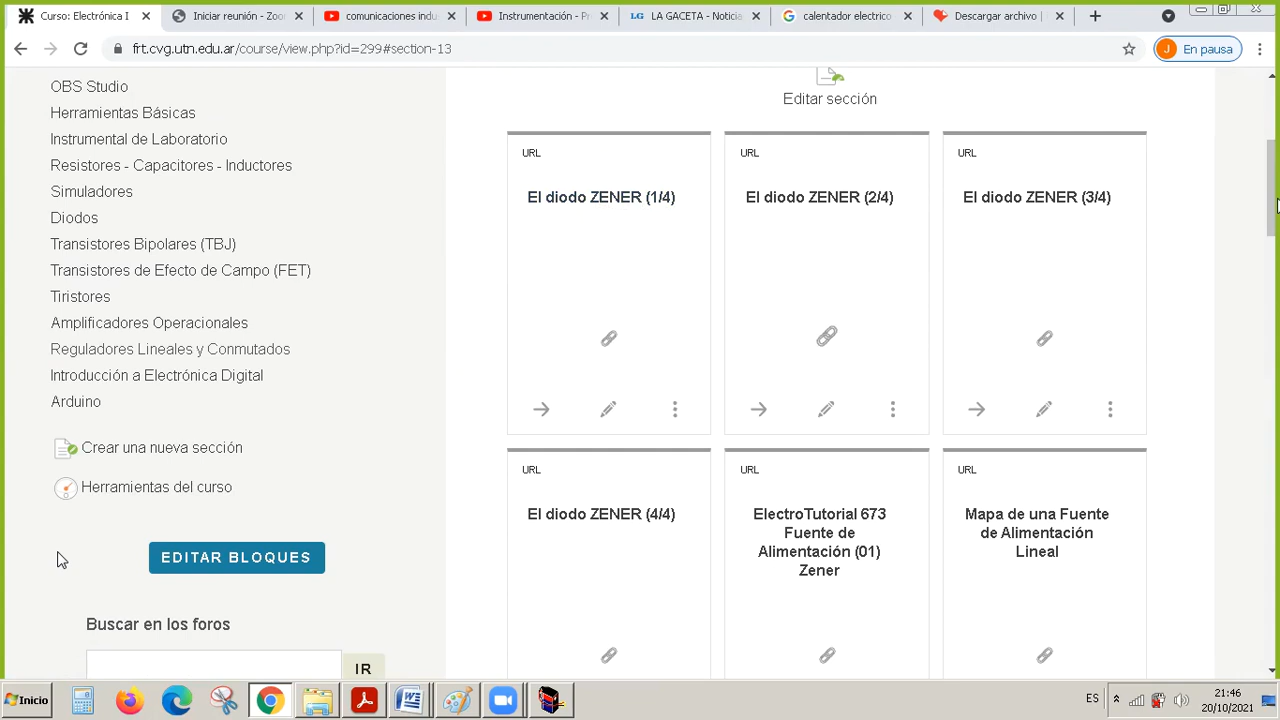 Curso: Electrónica I
Iniciar reunión - Zoo
comunicaciones indu
Instrumentación - Pr
LG LA GACETA - Noticia
calentador electrico
Descargar archivo | i
frt.cvg.utn.edu.ar/course/view.php?id=299#section-13
J En pausa
OBS Studio
Herramientas Básicas
Instrumental de Laboratorio
Resistores - Capacitores - Inductores
Simuladores
Diodos
Transistores Bipolares (TBJ)
Transistores de Efecto de Campo (FET)
Tiristores
Amplificadores Operacionales
Reguladores Lineales y Conmutados
Introducción a Electrónica Digital
Arduino
Crear una nueva sección
Herramientas del curso
EDITAR BLOQUES
Buscar en los foros
IR
Editar sección
URL
El diodo ZENER (1/4)
URL
El diodo ZENER (2/4)
URL
El diodo ZENER (3/4)
URL
El diodo ZENER (4/4)
URL
ElectroTutorial 673
Fuente de
Alimentación (01)
Zener
URL
Mapa de una Fuente
de Alimentación
Lineal
Inicio
ES
21:46
20/10/2021